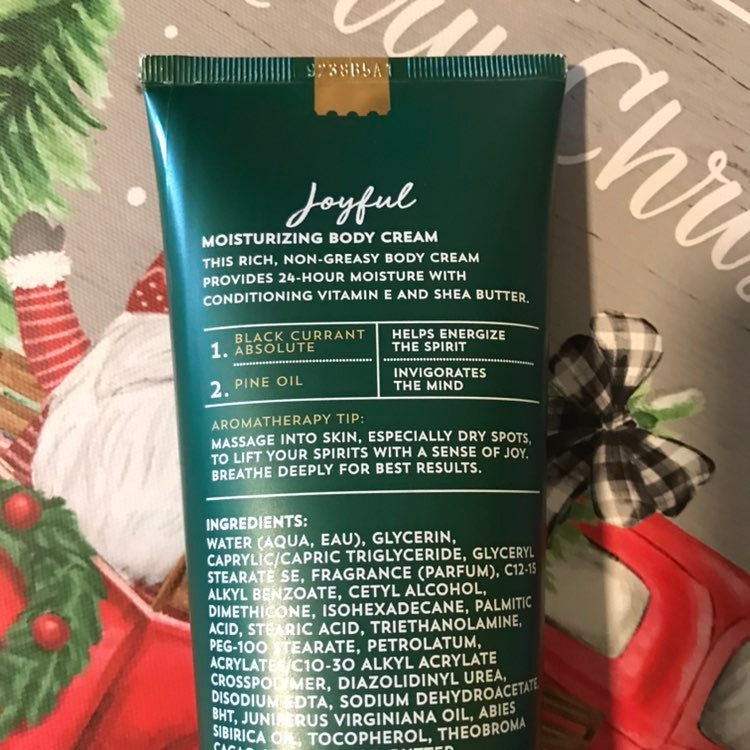 9238B5A1
Joyful
MOISTURIZING BODY CREAM
THIS RICH, NON-GREASY BODY CREAM
PROVIDES 24-HOUR MOISTURE WITH
CONDITIONING VITAMIN E AND SHEA BUTTER.
1. BLACK CURRANT
ABSOLUTE
HELPS ENERGIZE
THE SPIRIT
2. PINE OIL
INVIGORATES
THE MIND
AROMATHERAPY TIP:
MASSAGE INTO SKIN, ESPECIALLY DRY SPOTS,
TO LIFT YOUR SPIRITS WITH A SENSE OF JOY.
BREATHE DEEPLY FOR BEST RESULTS.
INGREDIENTS:
WATER (AQUA, EAU), GLYCERIN,
CAPRYLIC/CAPRIC TRIGLYCERIDE, GLYCERYL
STEARATE SE, FRAGRANCE (PARFUM), C12-15
ALKYL BENZOATE, CETYL ALCOHOL,
DIMETHICONE, ISOHEXADECANE, PALMITIC
ACID, STEARIC ACID, TRIETHANOLAMINE,
PEG-100 STEARATE, PETROLATUM,
ACRYLATES/C10-30 ALKYL ACRYLATE
CROSSPOLYMER, DIAZOLIDINYL UREA,
DISODIUM EDTA, SODIUM DEHYDROACETATE,
BHT, JUNIPERUS VIRGINIANA OIL, ABIES
SIBIRICA OIL, TOCOPHEROL, THEOBROMA